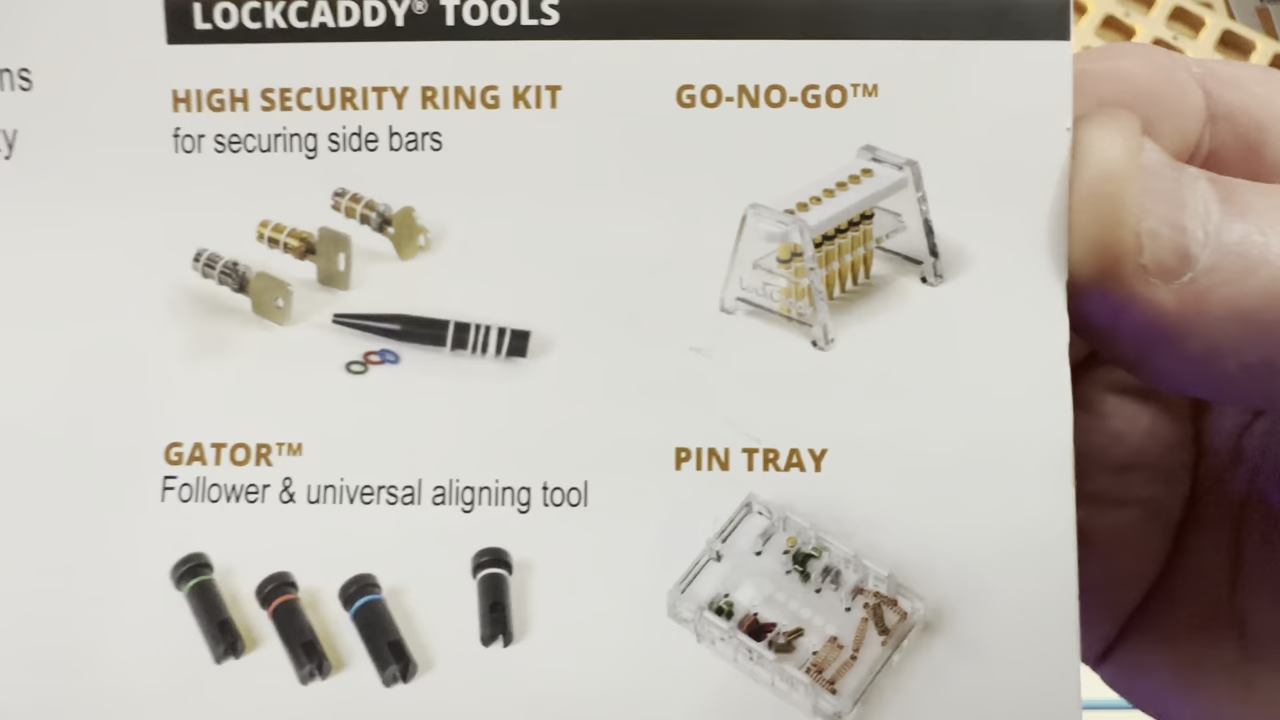 LOCKCADDY® TOOLS
ns
HIGH SECURITY RING KIT
for securing side bars
GO-NO-GO™
GATOR™
Follower & universal aligning tool
PIN TRAY